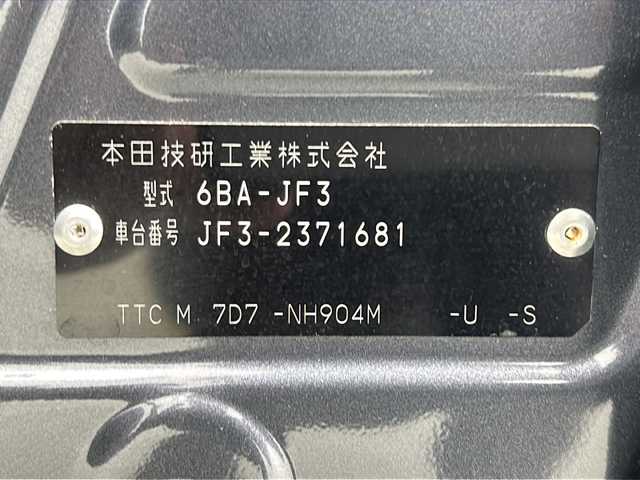 本田技研工業株式会社
型式 6BA-JF3
車台番号 JF3-2371681
TTC M 7D7 -NH904M -U -S